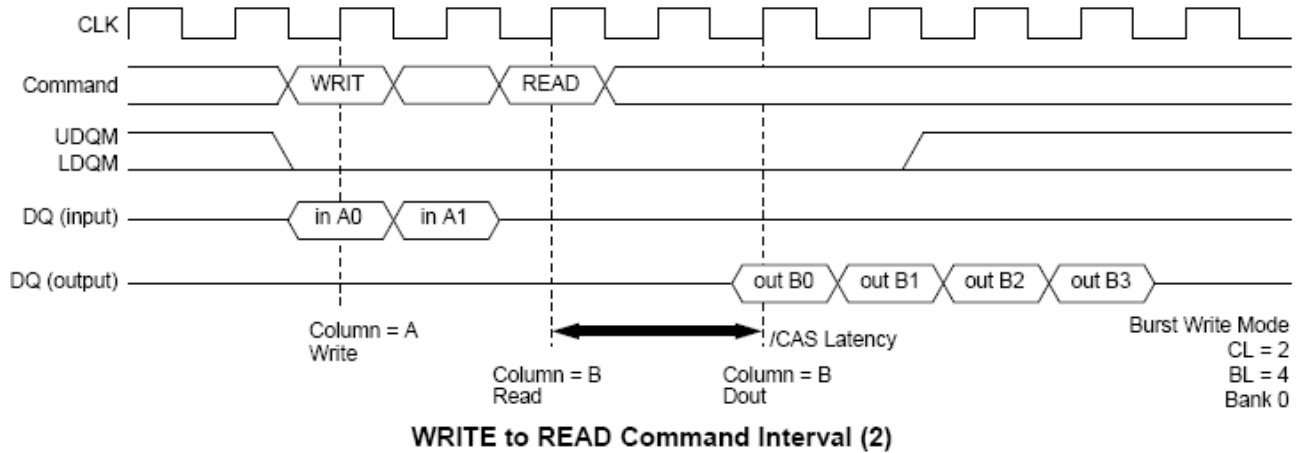 CLK
Command
WRIT
READ
UDQM
LDQM
DQ (input)
in A0
in A1
DQ (output)
out B0
out B1
out B2
out B3
Column = A
Write
/CAS Latency
Column = B
Read
Column = B
Dout
Burst Write Mode
CL = 2
BL = 4
Bank 0
WRITE to READ Command Interval (2)